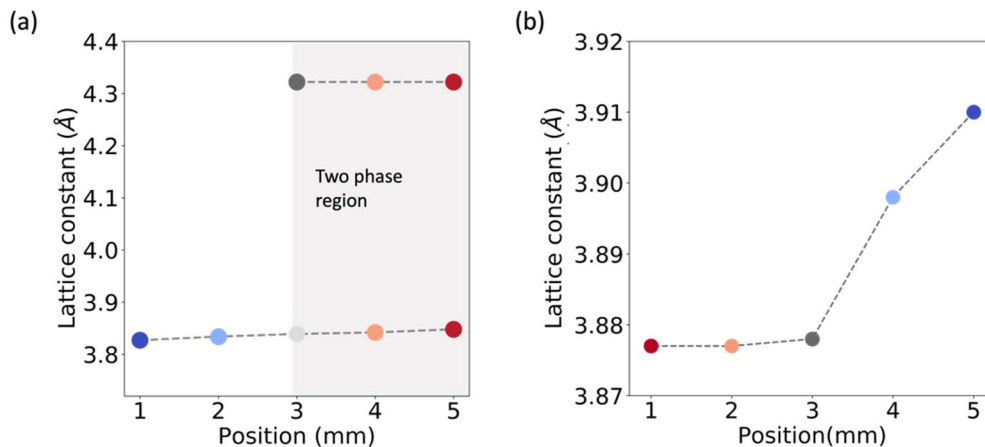 (a)
4.4
4.3
4.2
4.1
4.0
3.9
3.8
Lattice constant (Å)
Two phase
region
1 2 3 4 5
Position (mm)
(b)
3.92
3.91
3.90
3.89
3.88
3.87
Lattice constant (Å)
1 2 3 4 5
Position(mm)